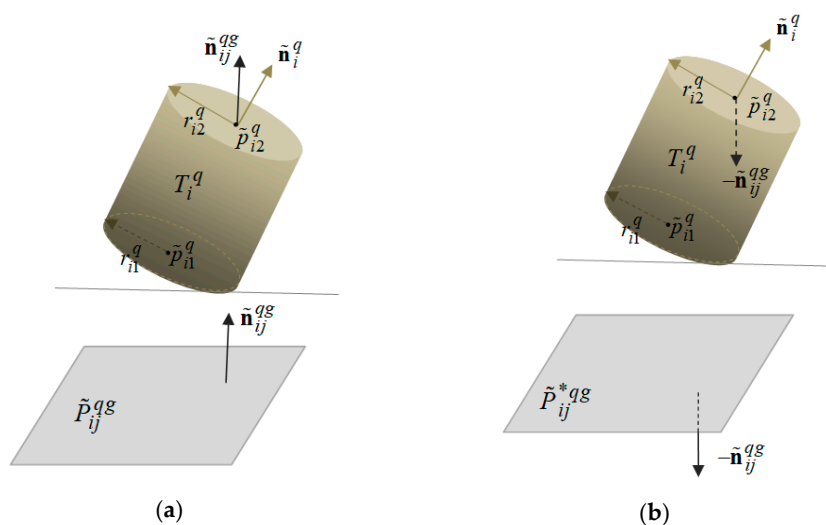 ñ_{ij}^{qg} ñ_i^q
r_{i2}^q p̃_{i2}^q
T_i^q
r_{i1}^q p̃_{i1}^q
ñ_{ij}^{qg}
P̃_{ij}^{qg}
(a)
ñ_i^q
r_{i2}^q p̃_{i2}^q
T_i^q −ñ_{ij}^{qg}
r_{i1}^q p̃_{i1}^q
P̃_{ij}^{*qg}
−ñ_{ij}^{qg}
(b)